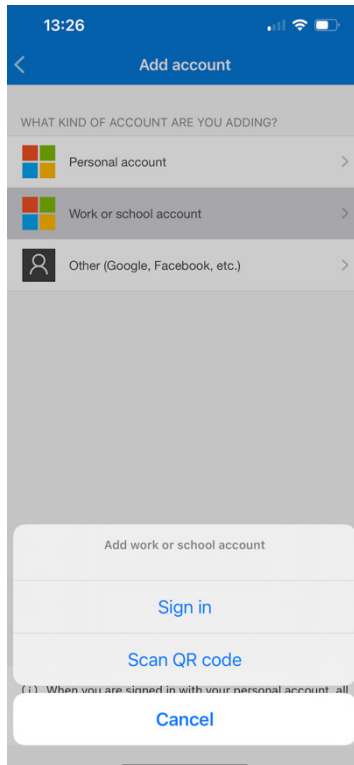 13:26
Add account
WHAT KIND OF ACCOUNT ARE YOU ADDING?
Personal account
Work or school account
Other (Google, Facebook, etc.)
Add work or school account
Sign in
Scan QR code
When you are signed in with your personal account, all
Cancel